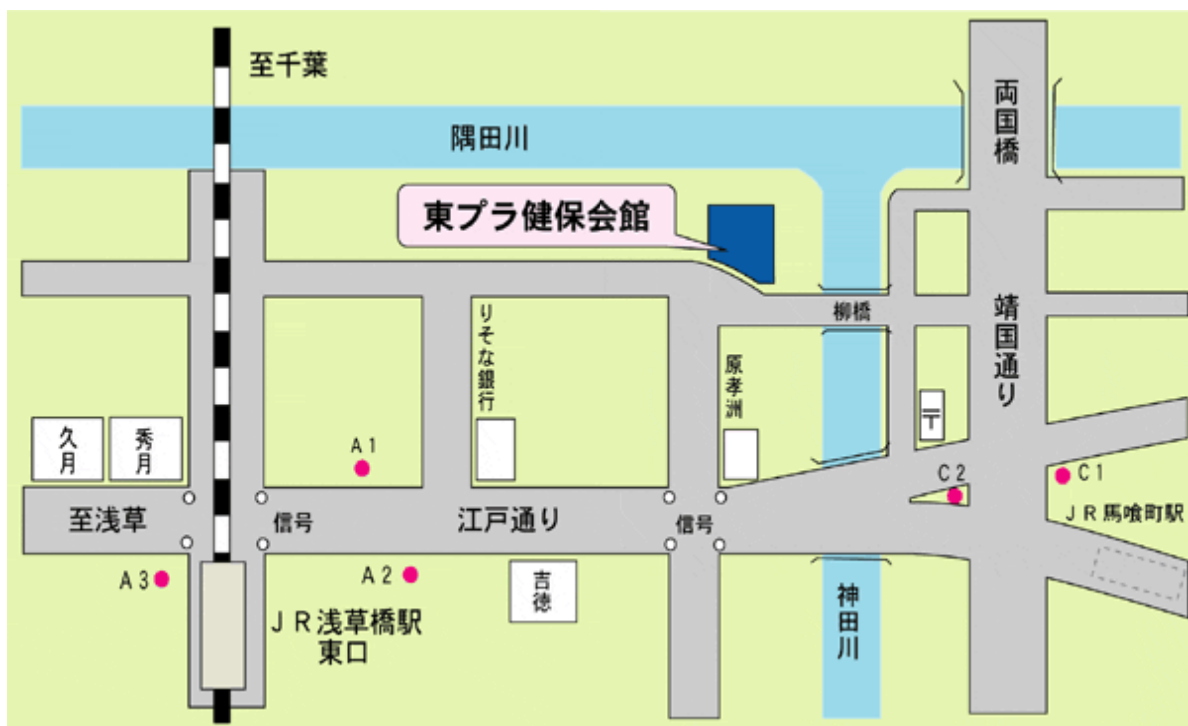 至千葉
隅田川
両国橋
東プラ健保会館
柳橋
靖国通り
りそな銀行
原孝洲
久月
秀月
A1
〒
C2
C1
至浅草
信号
江戸通り
信号
JR馬喰町駅
A3
A2
吉徳
神田川
JR浅草橋駅
東口